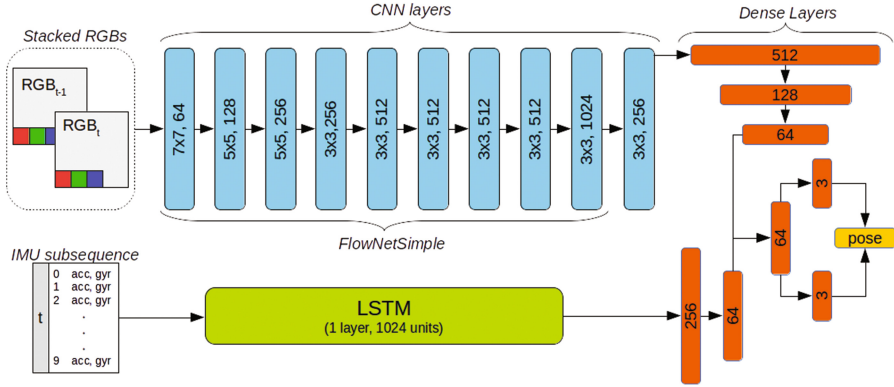 CNN layers
Dense Layers
Stacked RGBs
RGBt-1
RGBt
7x7, 64
5x5, 128
5x5, 256
3x3,256
3x3, 512
3x3, 512
3x3, 512
3x3, 512
3x3, 1024
3x3, 256
512
128
64
3
64
pose
3
FlowNetSimple
IMU subsequence
t
0 acc, gyr
1 acc, gyr
2 acc, gyr
.
.
.
9 acc, gyr
LSTM
(1 layer, 1024 units)
256
64